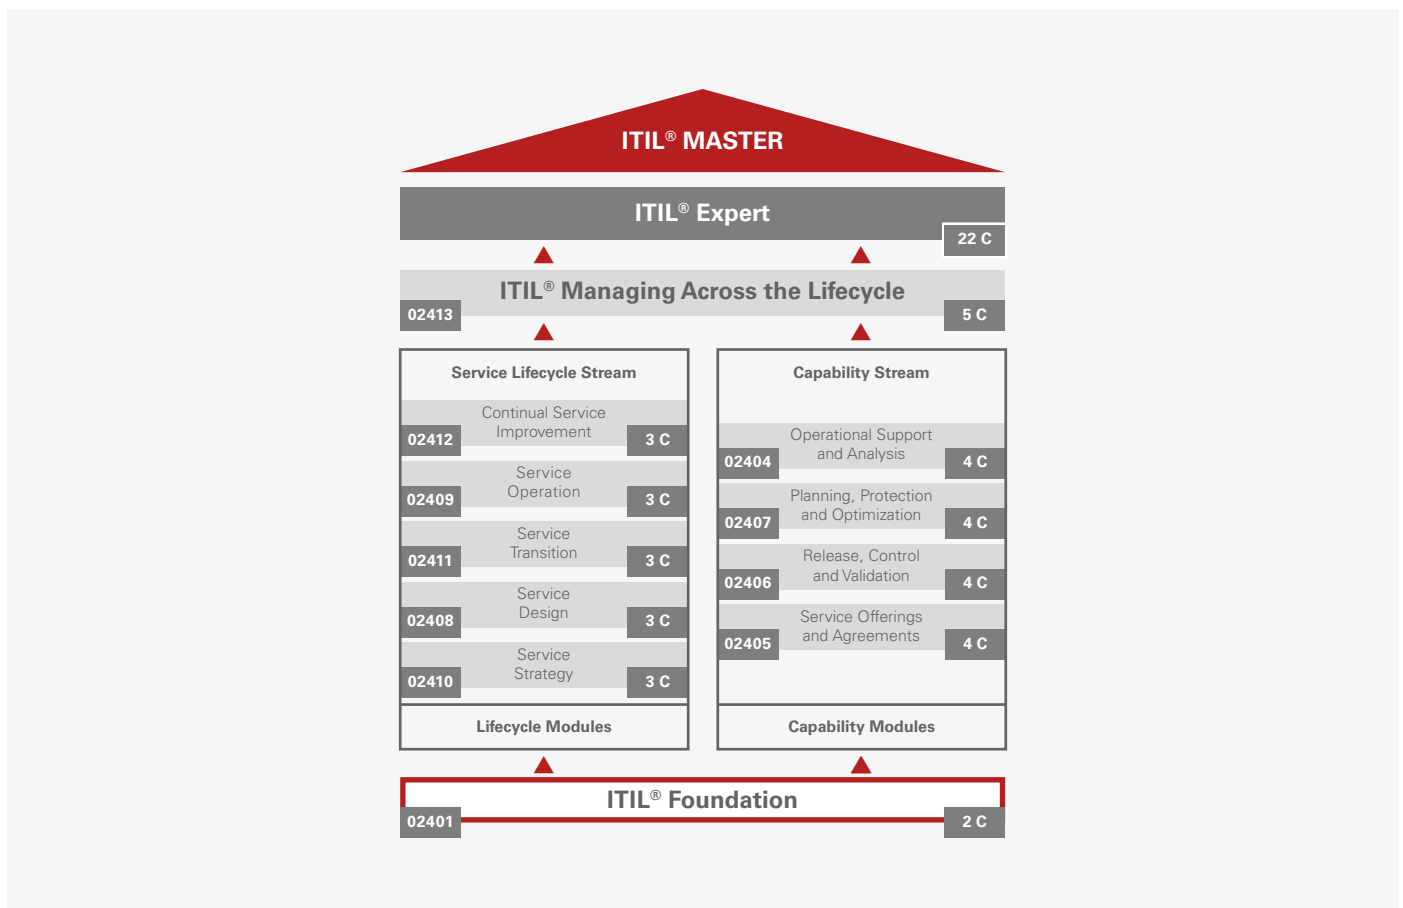 ITIL® MASTER
ITIL® Expert
22 C
ITIL® Managing Across the Lifecycle
02413
5 C
Service Lifecycle Stream
Continual Service
Improvement
02412
3 C
Service
Operation
02409
3 C
Service
Transition
02411
3 C
Service
Design
02408
3 C
Service
Strategy
02410
3 C
Lifecycle Modules
Capability Stream
Operational Support
and Analysis
02404
4 C
Planning, Protection
and Optimization
02407
4 C
Release, Control
and Validation
02406
4 C
Service Offerings
and Agreements
02405
4 C
Capability Modules
ITIL® Foundation
02401
2 C